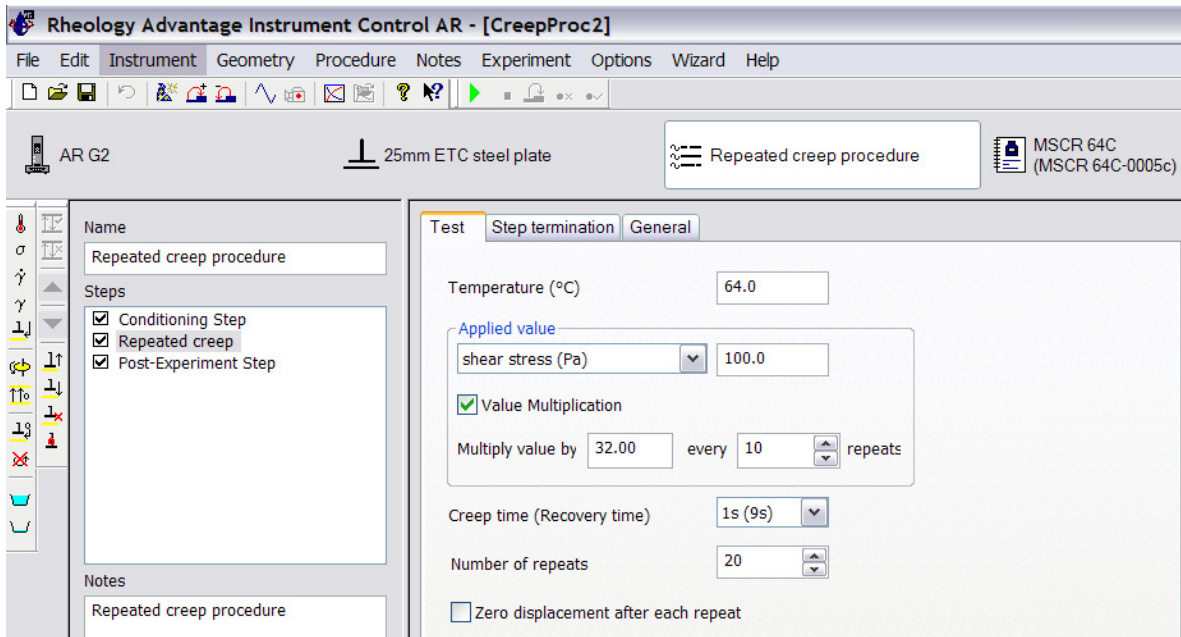 Rheology Advantage Instrument Control AR - [CreepProc2]
File Edit Instrument Geometry Procedure Notes Experiment Options Wizard Help
AR G2
25mm ETC steel plate
Repeated creep procedure
MSCR 64C
(MSCR 64C-0005c)
Name
Repeated creep procedure
Steps
Conditioning Step
Repeated creep
Post-Experiment Step
Notes
Repeated creep procedure
Test Step termination General
Temperature (°C) 64.0
Applied value
shear stress (Pa) 100.0
Value Multiplication
Multiply value by 32.00 every 10 repeats
Creep time (Recovery time) 1s (9s)
Number of repeats 20
Zero displacement after each repeat